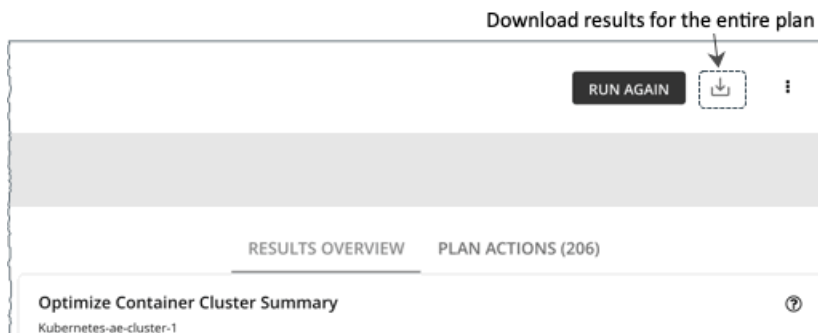 Download results for the entire plan
RUN AGAIN
RESULTS OVERVIEW PLAN ACTIONS (206)
Optimize Container Cluster Summary
Kubernetes-ae-cluster-1